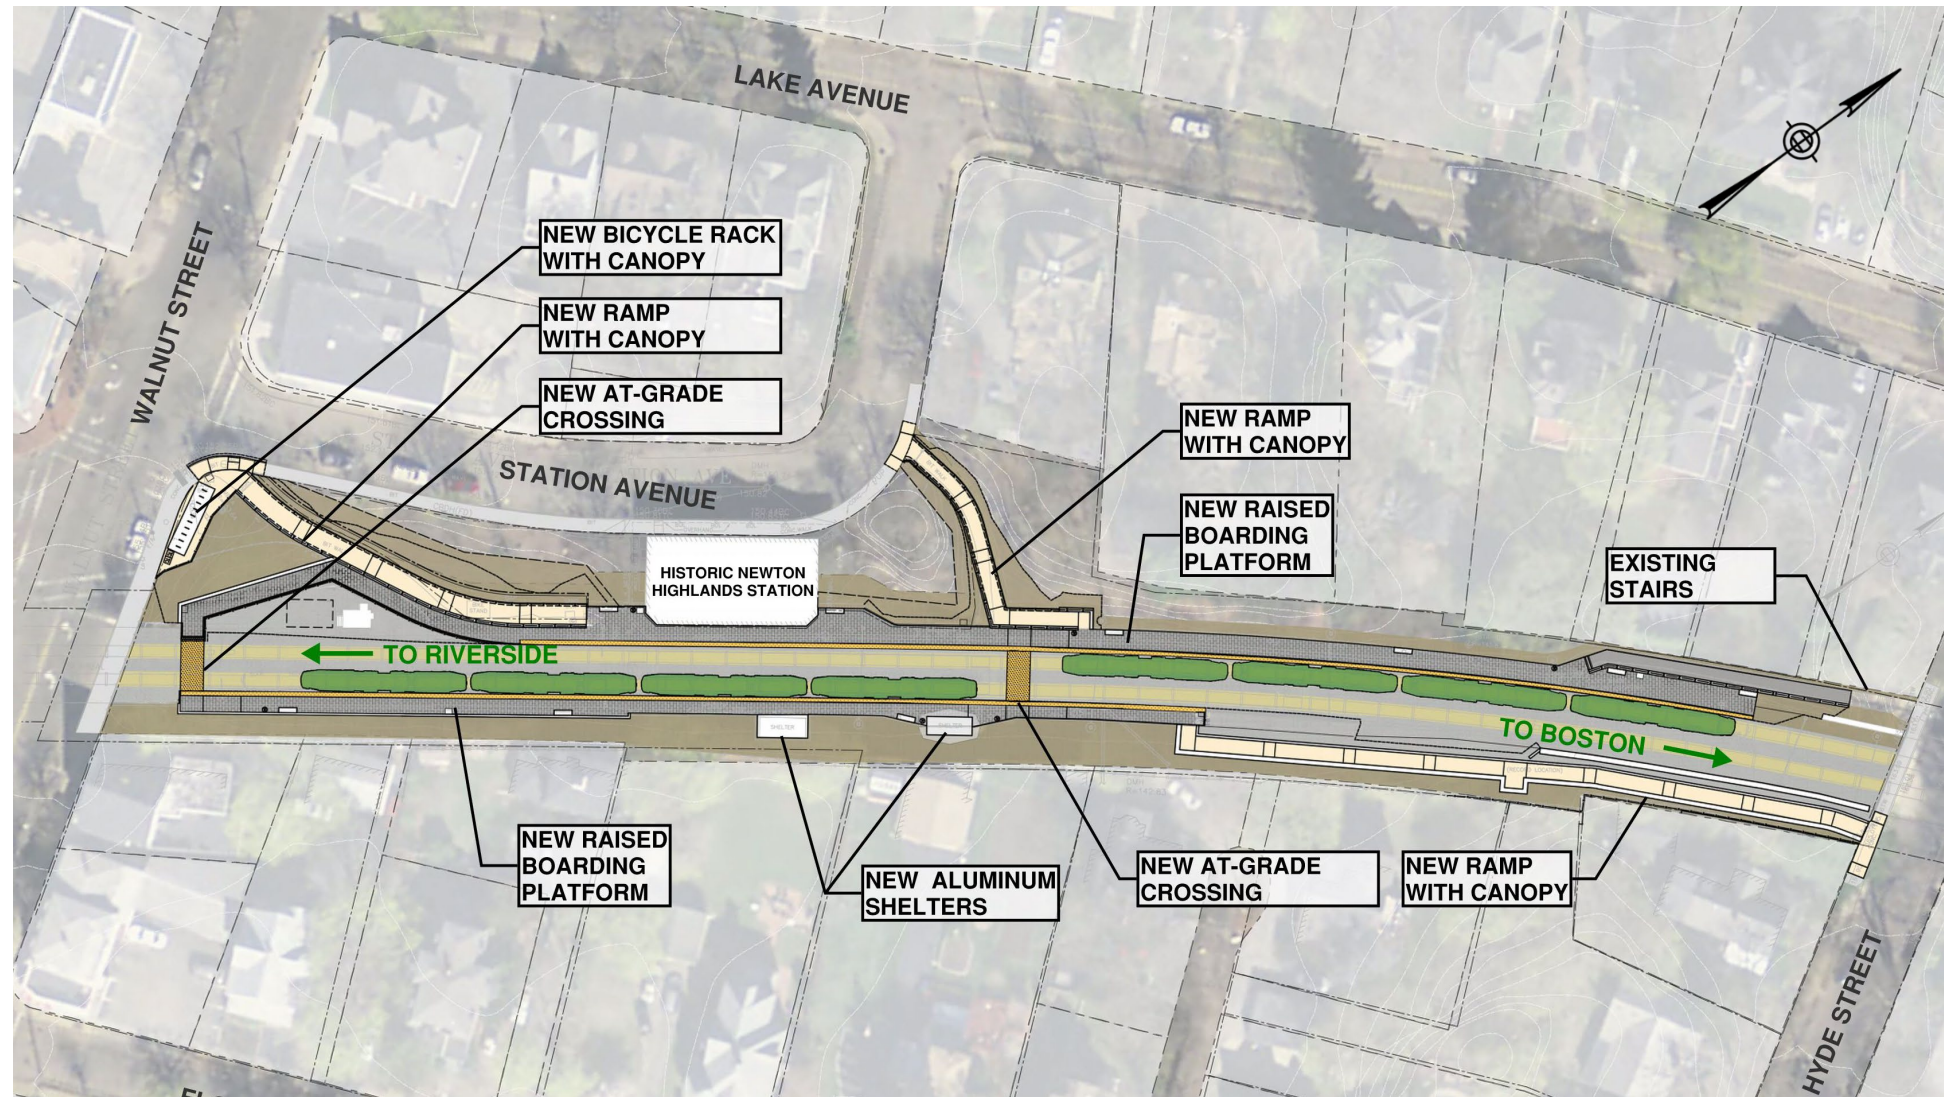 LAKE AVENUE
WALNUT STREET
NEW BICYCLE RACK
WITH CANOPY
NEW RAMP
WITH CANOPY
NEW AT-GRADE
CROSSING
STATION AVENUE
NEW RAMP
WITH CANOPY
NEW RAISED
BOARDING
PLATFORM
EXISTING
STAIRS
HISTORIC NEWTON
HIGHLANDS STATION
TO RIVERSIDE
TO BOSTON
SHELTER
SHELTER
NEW RAISED
BOARDING
PLATFORM
NEW ALUMINUM
SHELTERS
NEW AT-GRADE
CROSSING
NEW RAMP
WITH CANOPY
HYDE STREET